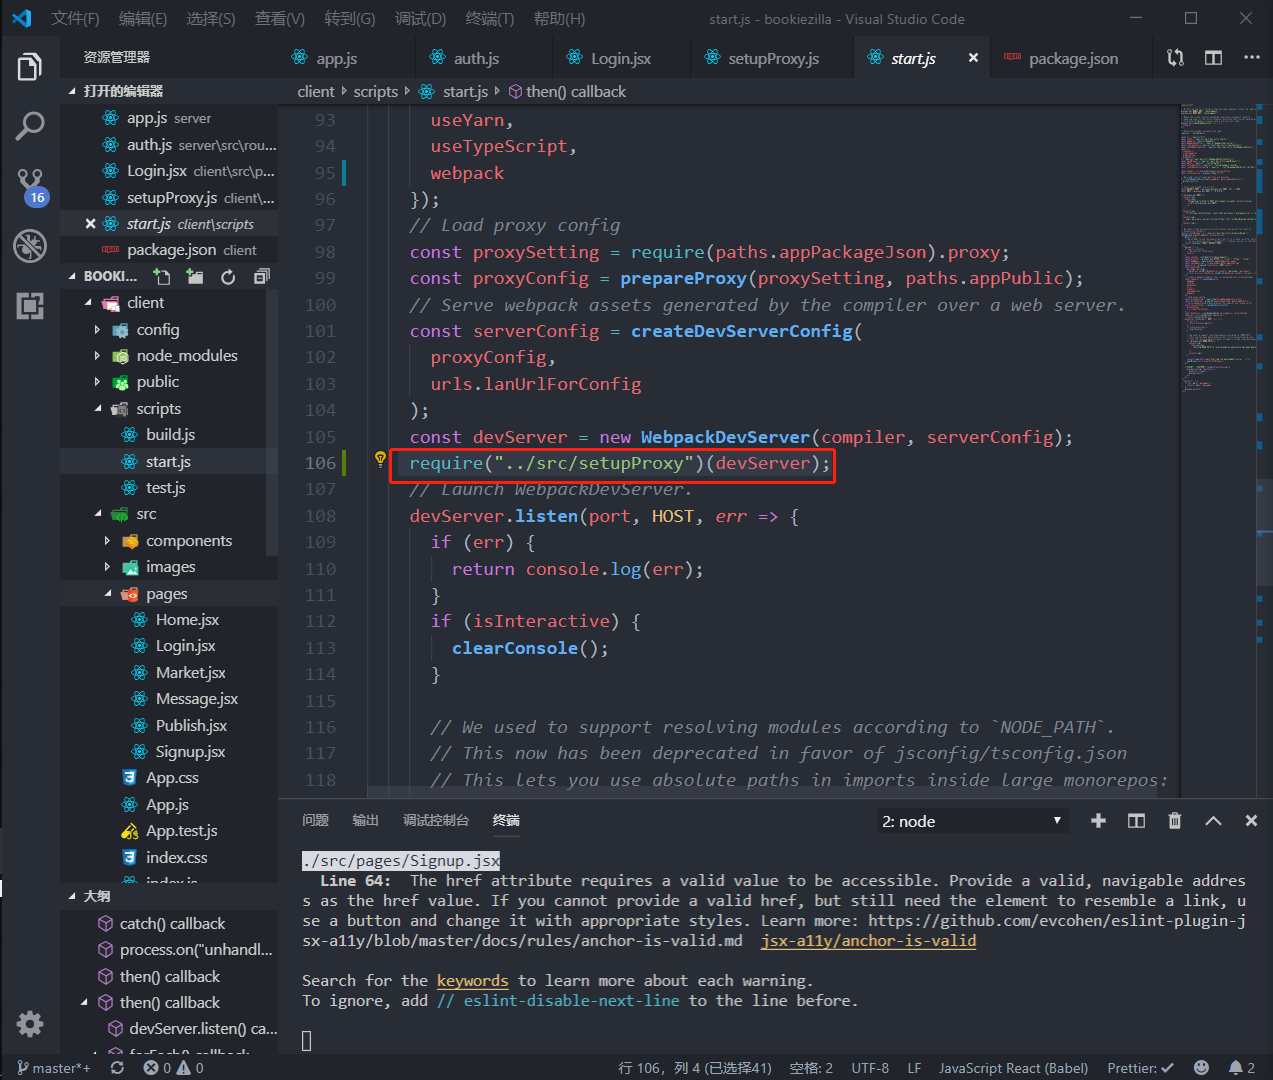 文件(F) 编辑(E) 选择(S) 查看(V) 转到(G) 调试(D) 终端(T) 帮助(H) start.js - bookiezilla - Visual Studio Code
资源管理器 app.js auth.js Login.jsx setupProxy.js start.js package.json
client scripts start.js then() callback
打开的编辑器
app.js server
auth.js server\src\rou...
Login.jsx client\src\p...
setupProxy.js client\...
start.js client\scripts
package.json client
BOOKI...
client
config
node_modules
public
scripts
build.js
start.js
test.js
src
components
images
pages
Home.jsx
Login.jsx
Market.jsx
Message.jsx
Publish.jsx
Signup.jsx
App.css
App.js
App.test.js
index.css
index.js
大纲
catch() callback
process.on("unhandl...
then() callback
then() callback
devServer.listen() ca...
forEach() callback
16
93 useYarn,
94 useTypeScript,
95 webpack
96 });
97 // Load proxy config
98 const proxySetting = require(paths.appPackageJson).proxy;
99 const proxyConfig = prepareProxy(proxySetting, paths.appPublic);
100 // Serve webpack assets generated by the compiler over a web server.
101 const serverConfig = createDevServerConfig(
102 proxyConfig,
103 urls.lanUrlForConfig
104 );
105 const devServer = new WebpackDevServer(compiler, serverConfig);
106 require("../src/setupProxy")(devServer);
107 // Launch WebpackDevServer.
108 devServer.listen(port, HOST, err => {
109 if (err) {
110 return console.log(err);
111 }
112 if (isInteractive) {
113 clearConsole();
114 }
115
116 // We used to support resolving modules according to `NODE_PATH`.
117 // This now has been deprecated in favor of jsconfig/tsconfig.json
118 // This lets you use absolute paths in imports inside large monorepos:
问题 输出 调试控制台 终端 2: node
./src/pages/Signup.jsx
Line 64: The href attribute requires a valid value to be accessible. Provide a valid, navigable addres
s as the href value. If you cannot provide a valid href, but still need the element to resemble a link, u
se a button and change it with appropriate styles. Learn more: https://github.com/evcohen/eslint-plugin-j
sx-a11y/blob/master/docs/rules/anchor-is-valid.md jsx-a11y/anchor-is-valid
Search for the keywords to learn more about each warning.
To ignore, add // eslint-disable-next-line to the line before.
master*+ 0 0 行 106，列 4 (已选择41) 空格: 2 UTF-8 LF JavaScript React (Babel) Prettier: 2